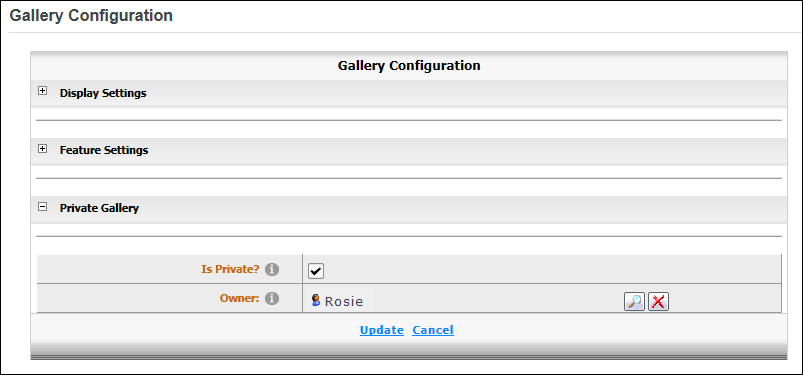 Gallery Configuration
Gallery Configuration
Display Settings
Feature Settings
Private Gallery
Is Private?
Owner: Rosie
Update Cancel